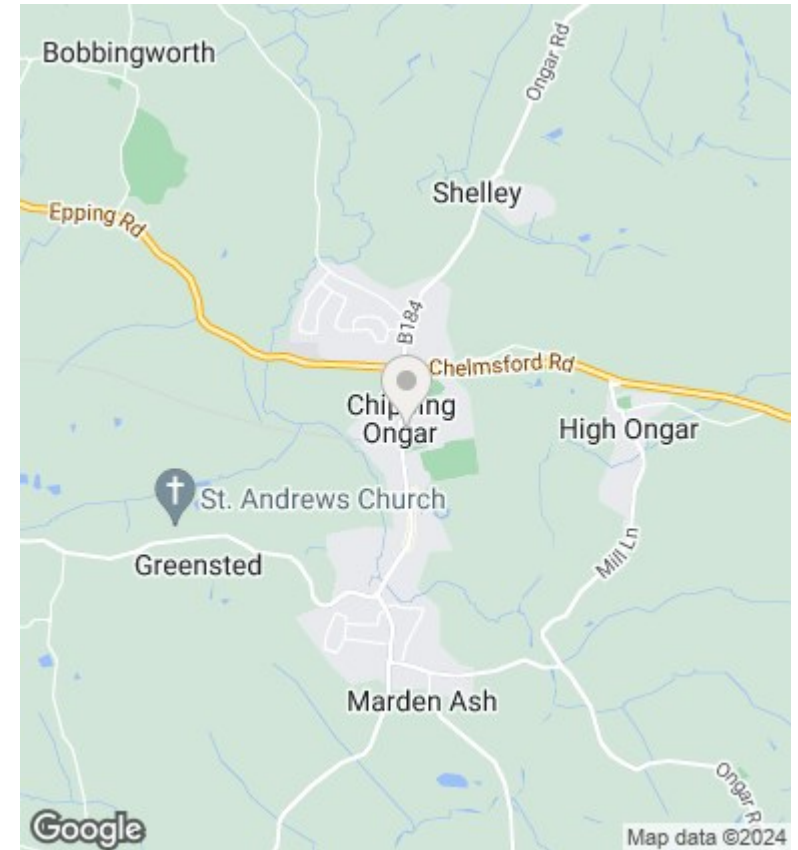 Bobbingworth
Ongar Rd
Shelley
Epping Rd
B184
Chelmsford Rd
Chipping
Ongar
High Ongar
St. Andrews Church
Mill Ln
Greensted
Marden Ash
Ongar
Google
Map data ©2024